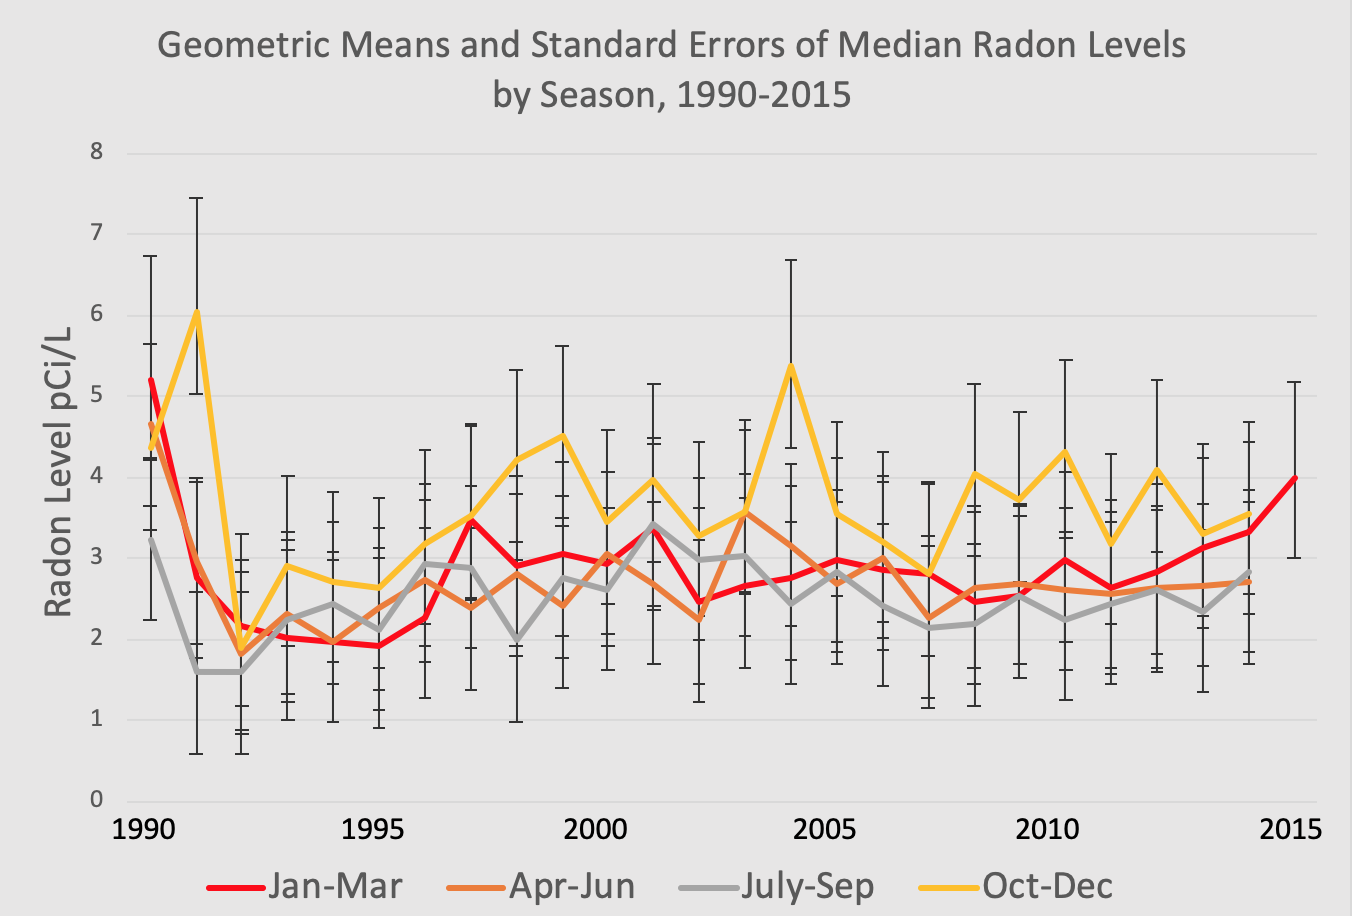 Geometric Means and Standard Errors of Median Radon Levels
by Season, 1990-2015
Radon Level pCi/L
8
7
6
5
4
3
2
1
0
1990 1995 2000 2005 2010 2015
Jan-Mar Apr-Jun July-Sep Oct-Dec